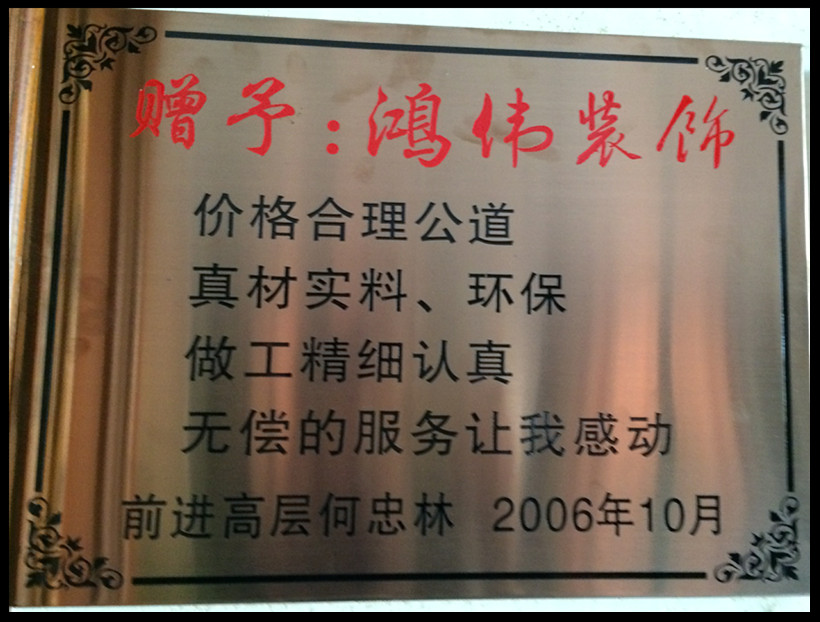 赠予:鸿伟装饰
价格合理公道
真材实料、环保
做工精细认真
无偿的服务让我感动
前进高层何忠林 2006年10月